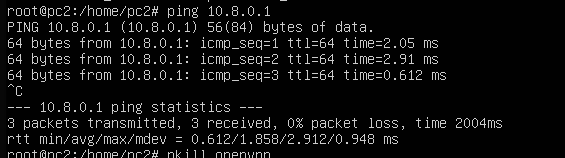 root@pc2:/home/pc2# ping 10.8.0.1
PING 10.8.0.1 (10.8.0.1) 56(84) bytes of data.
64 bytes from 10.8.0.1: icmp_seq=1 ttl=64 time=2.05 ms
64 bytes from 10.8.0.1: icmp_seq=2 ttl=64 time=2.91 ms
64 bytes from 10.8.0.1: icmp_seq=3 ttl=64 time=0.612 ms
^C
--- 10.8.0.1 ping statistics ---
3 packets transmitted, 3 received, 0% packet loss, time 2004ms
rtt min/avg/max/mdev = 0.612/1.858/2.912/0.948 ms
root@pc2:/home/pc2# pkill openvpn